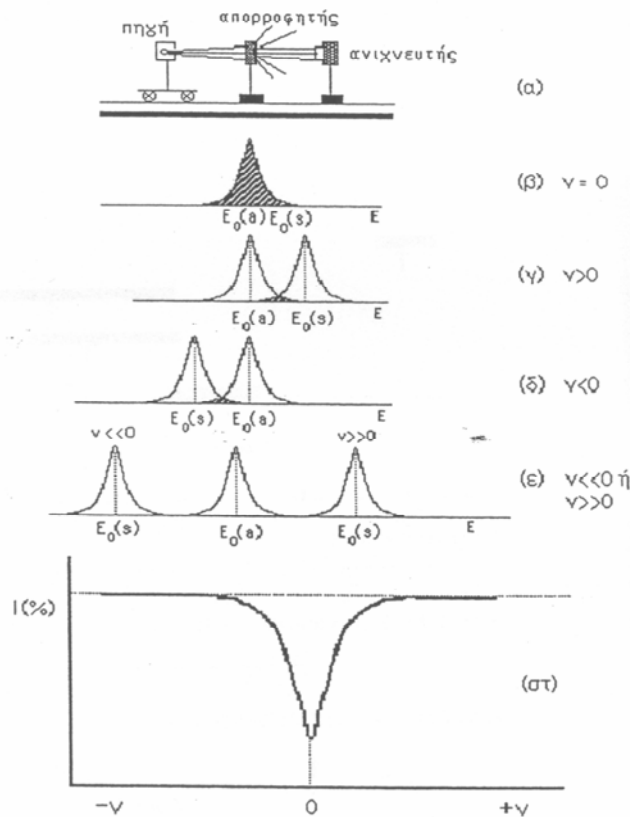 πηγή
απορροφητής
ανιχνευτής
(α)
(β) v = 0
E₀(a) E₀(s) E
(γ) v>0
E₀(a) E₀(s) E
(δ) v<0
E₀(s) E₀(a) E
v<<0 v>>0
(ε) v<<0 ή
v>>0
E₀(s) E₀(a) E₀(s) E
I(%)
(στ)
-v 0 +v